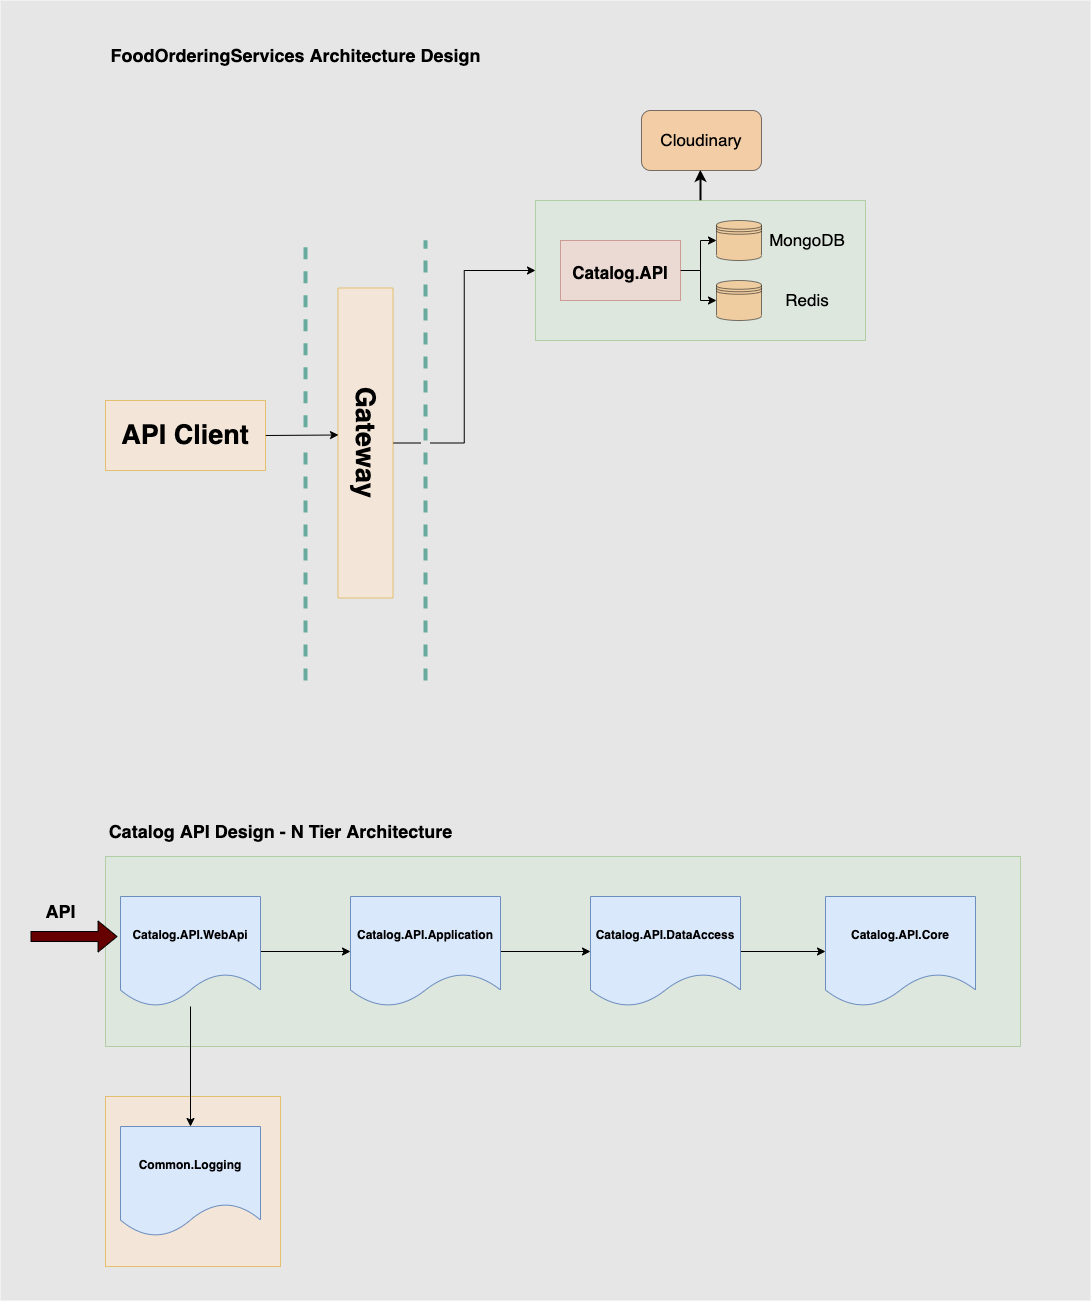 FoodOrderingServices Architecture Design
Cloudinary
Catalog.API
MongoDB
Redis
API Client
Gateway
Catalog API Design - N Tier Architecture
API
Catalog.API.WebApi
Catalog.API.Application
Catalog.API.DataAccess
Catalog.API.Core
Common.Logging